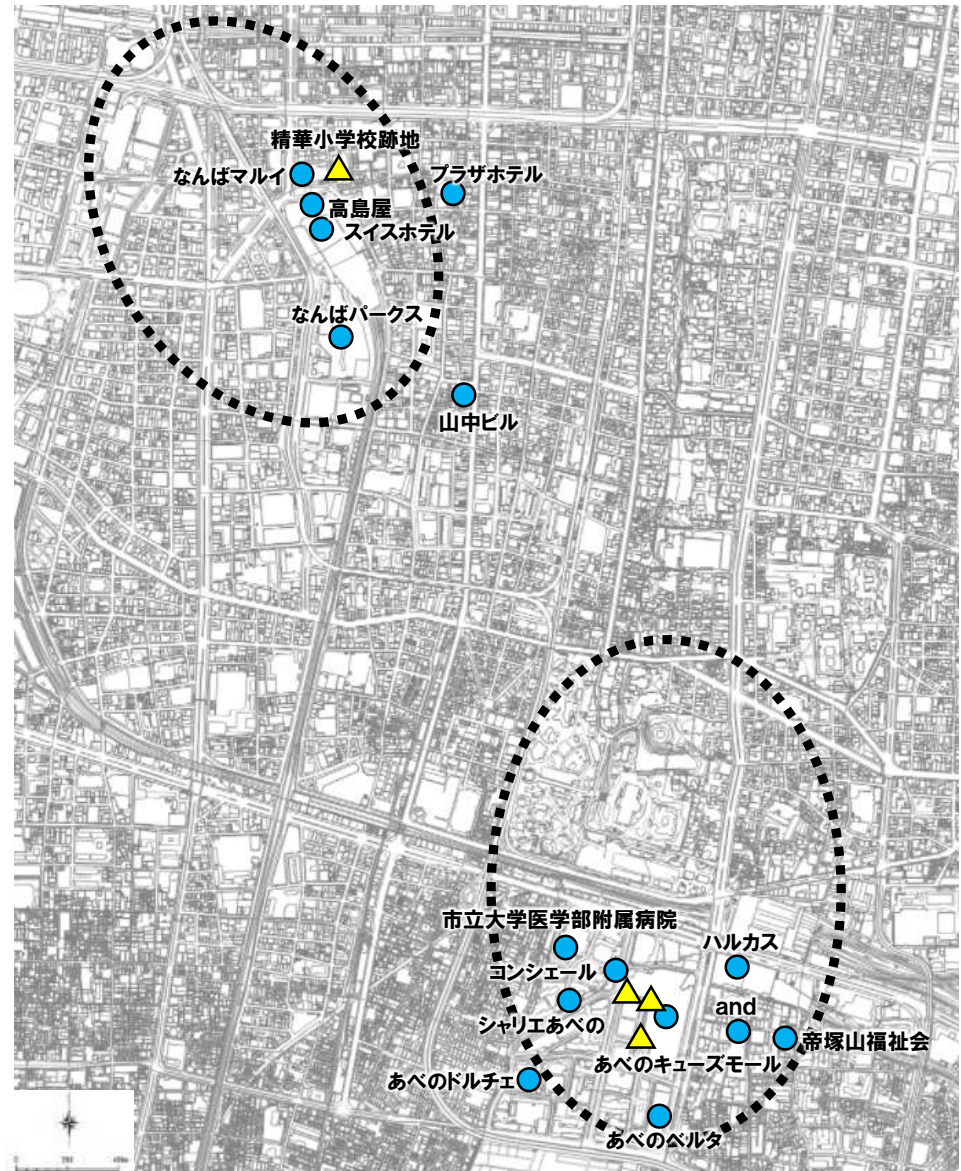 精華小学校跡地
なんばマルイ
プラザホテル
高島屋
スイスホテル
なんばパークス
山中ビル
市立大学医学部附属病院
ハルカス
コンシェール
シャリエあべの
and
あべのキューズモール
帝塚山福祉会
あべのドルチェ
あべのベルタ